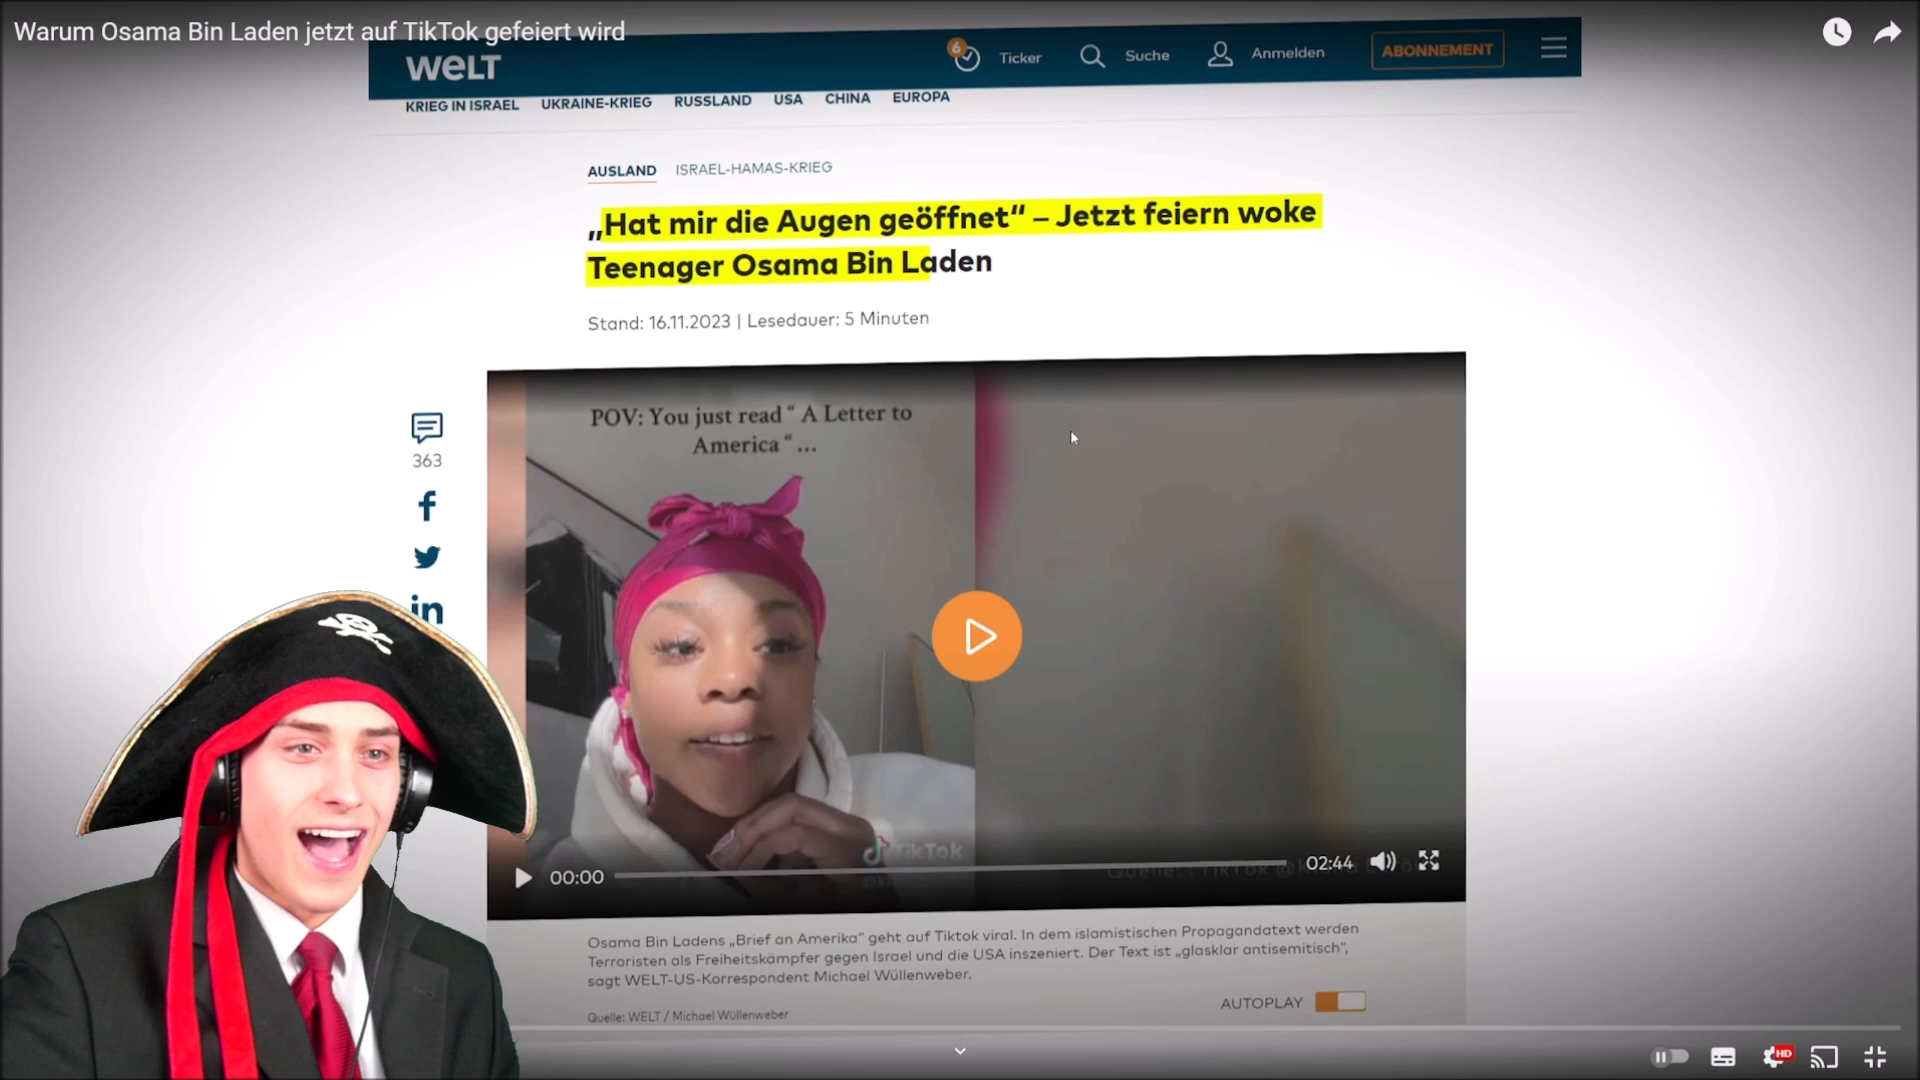 Warum Osama Bin Laden jetzt auf TikTok gefeiert wird
WELT
6
Ticker
Suche
Anmelden
ABONNEMENT
KRIEG IN ISRAEL UKRAINE-KRIEG RUSSLAND USA CHINA EUROPA
AUSLAND ISRAEL-HAMAS-KRIEG
„Hat mir die Augen geöffnet“ – Jetzt feiern woke
Teenager Osama Bin Laden
Stand: 16.11.2023 | Lesedauer: 5 Minuten
363
POV: You just read “ A Letter to
America “ ...
TikTok
00:00
02:44
Quelle: TikTok
Osama Bin Ladens „Brief an Amerika“ geht auf Tiktok viral. In dem islamistischen Propagandatext werden
Terroristen als Freiheitskämpfer gegen Israel und die USA inszeniert. Der Text ist „glasklar antisemitisch“,
sagt WELT-US-Korrespondent Michael Wüllenweber.
AUTOPLAY
Quelle: WELT / Michael Wüllenweber
HD